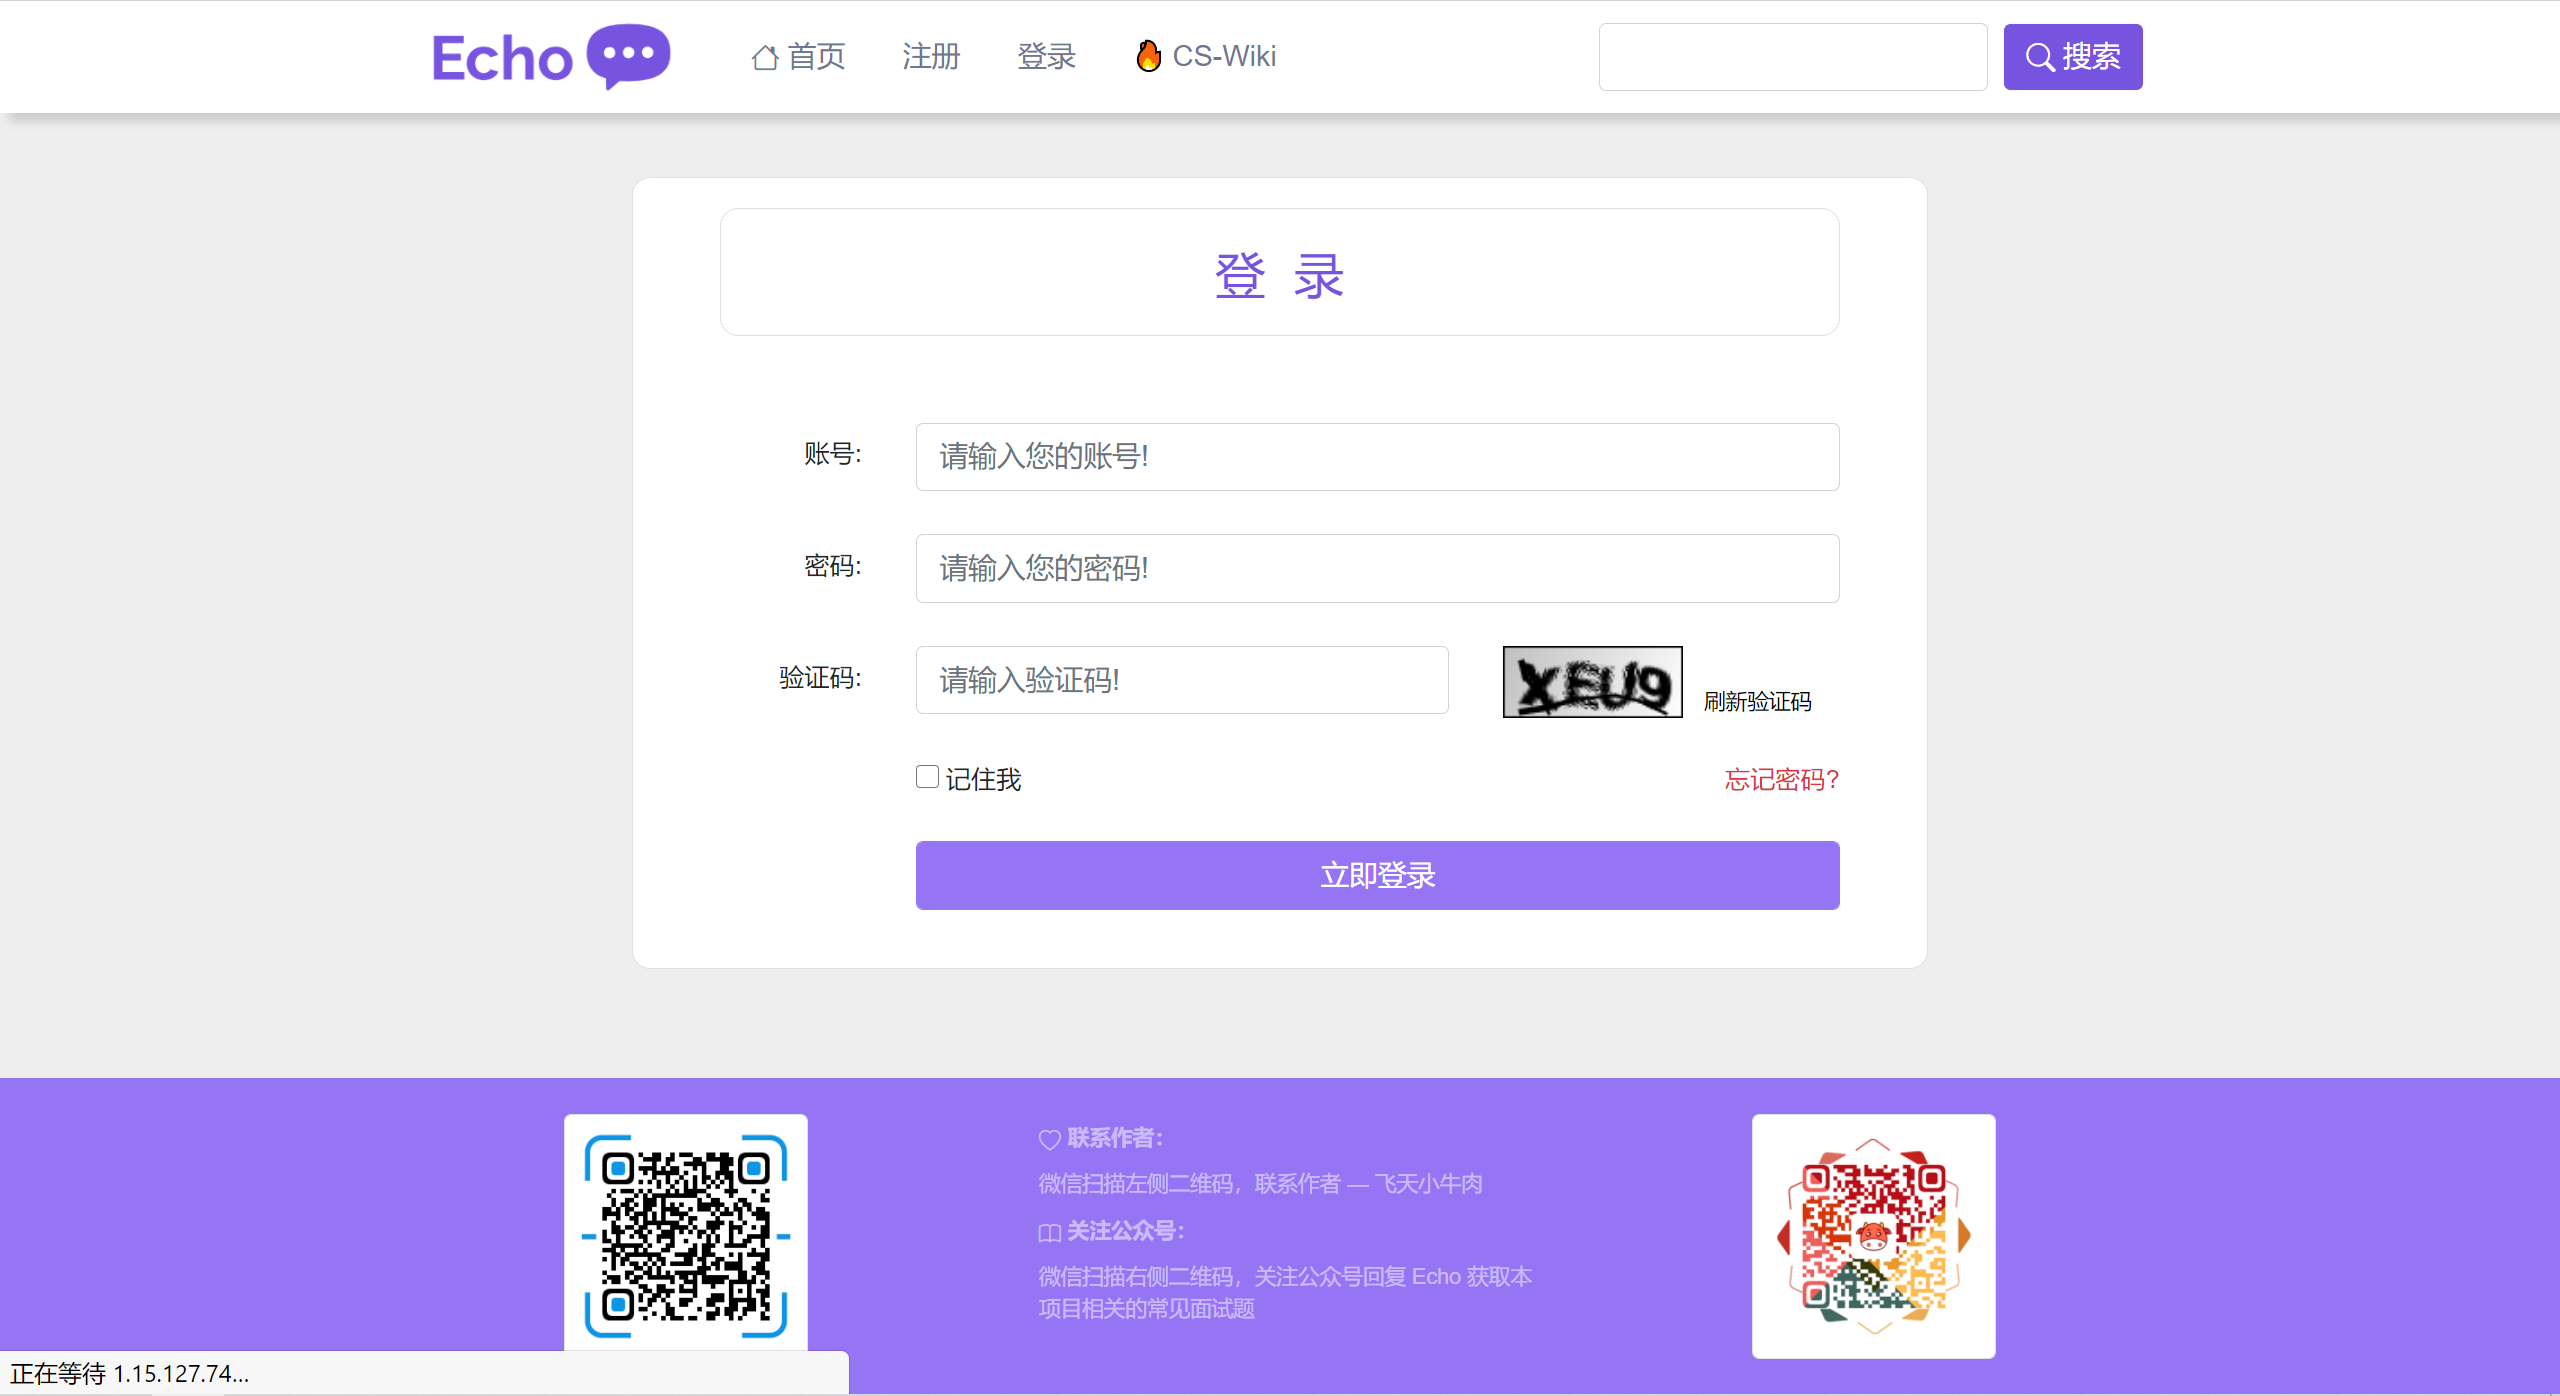 Echo
首页 注册 登录 CS-Wiki
搜索
登 录
账号: 请输入您的账号!
密码: 请输入您的密码!
验证码: 请输入验证码! XEU9 刷新验证码
记住我 忘记密码?
立即登录
联系作者:
微信扫描左侧二维码，联系作者 — 飞天小牛肉
关注公众号:
微信扫描右侧二维码，关注公众号回复 Echo 获取本
项目相关的常见面试题
正在等待 1.15.127.74...